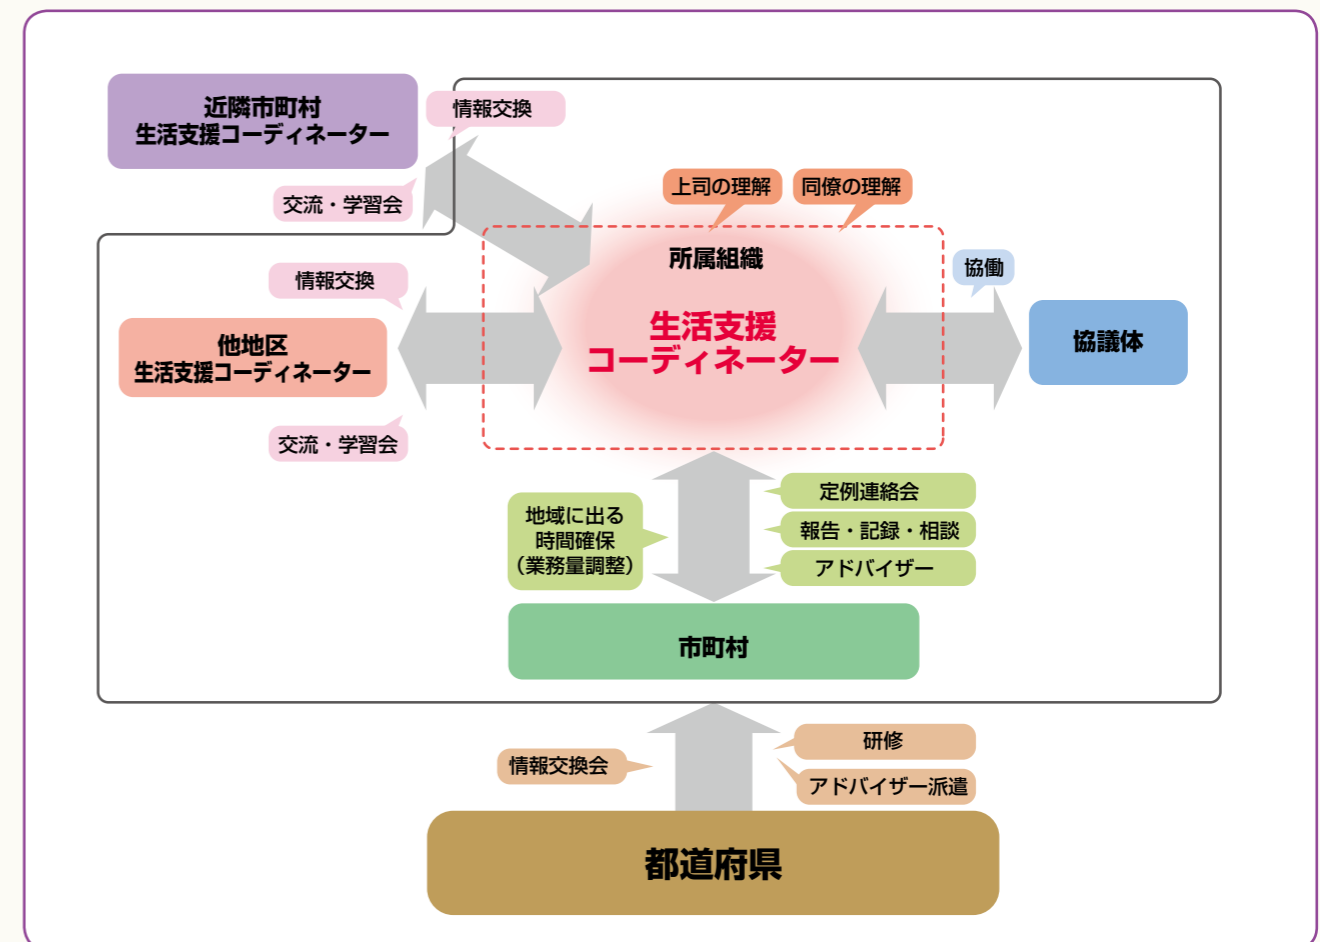 近隣市町村
生活支援コーディネーター
情報交換
交流・学習会
上司の理解
同僚の理解
所属組織
生活支援
コーディネーター
情報交換
他地区
生活支援コーディネーター
交流・学習会
協働
協議体
地域に出る
時間確保
（業務量調整）
定例連絡会
報告・記録・相談
アドバイザー
市町村
情報交換会
研修
アドバイザー派遣
都道府県